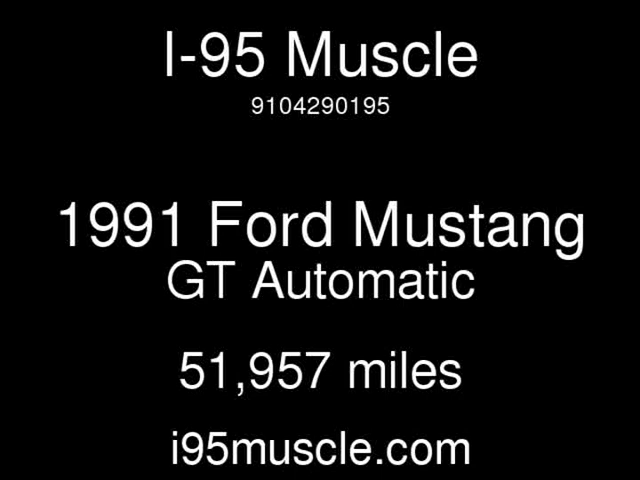 I-95 Muscle
9104290195
1991 Ford Mustang
GT Automatic
51,957 miles
i95muscle.com